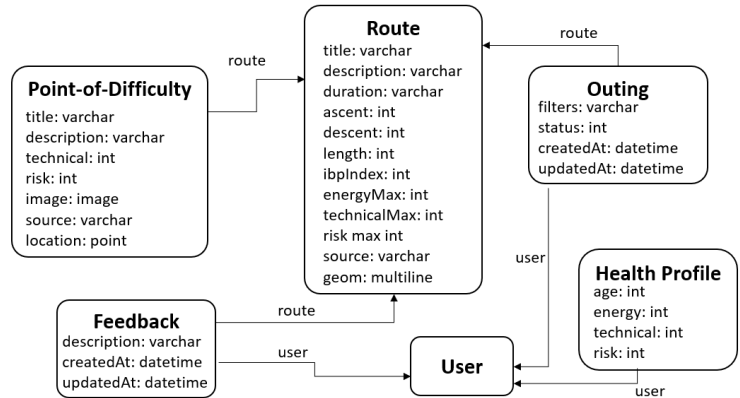 Route
title: varchar
description: varchar
duration: varchar
ascent: int
descent: int
length: int
ibpIndex: int
energyMax: int
technicalMax: int
risk max int
source: varchar
geom: multiline
route
Point-of-Difficulty
title: varchar
description: varchar
technical: int
risk: int
image: image
source: varchar
location: point
route
Outing
filters: varchar
status: int
createdAt: datetime
updatedAt: datetime
user
Health Profile
age: int
energy: int
technical: int
risk: int
user
Feedback
description: varchar
createdAt: datetime
updatedAt: datetime
route
user
User